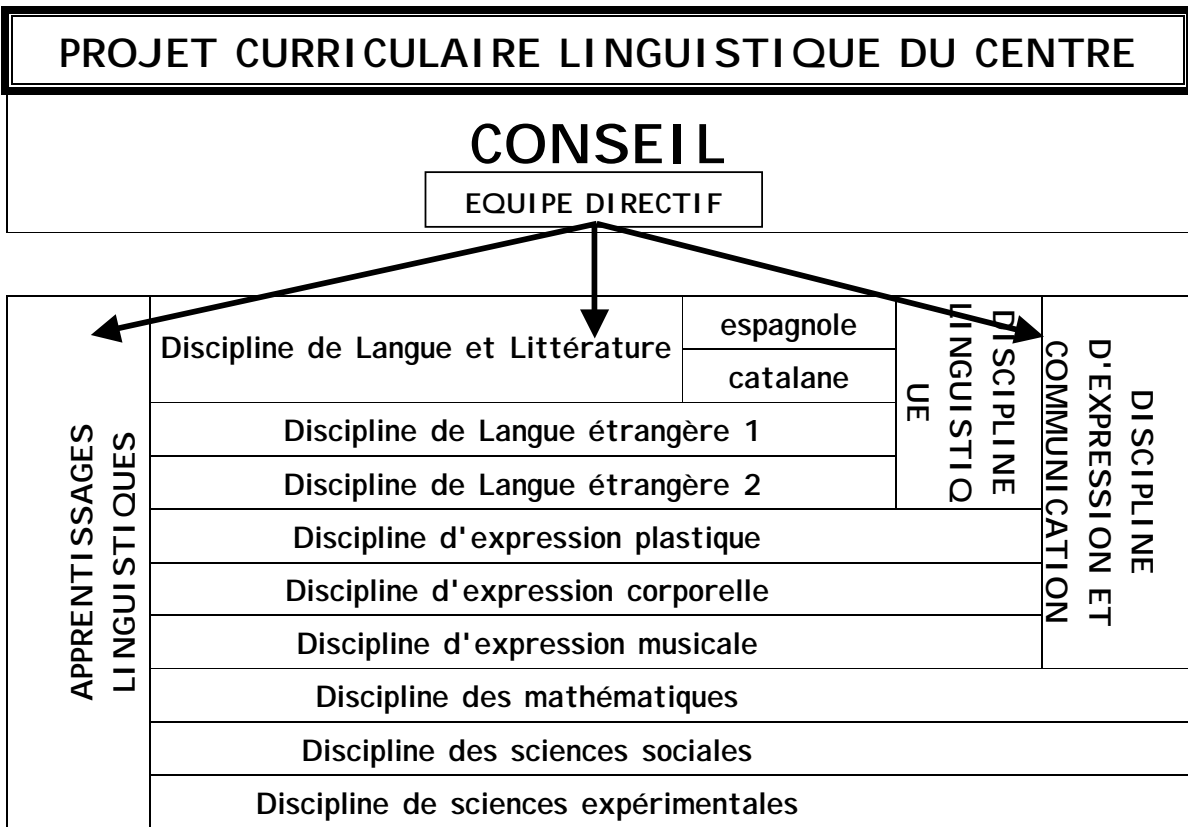 PROJET CURRICULAIRE LINGUISTIQUE DU CENTRE
CONSEIL
EQUIPE DIRECTIF
APPRENTISSAGES
LINGUISTIQUES
Discipline de Langue et Littérature
espagnole
catalane
Discipline de Langue étrangère 1
Discipline de Langue étrangère 2
DISCIPLINE
LINGUISTIQ
UE
Discipline d'expression plastique
Discipline d'expression corporelle
Discipline d'expression musicale
DISCIPLINE
D'EXPRESSION ET
COMMUNICATION
Discipline des mathématiques
Discipline des sciences sociales
Discipline de sciences expérimentales